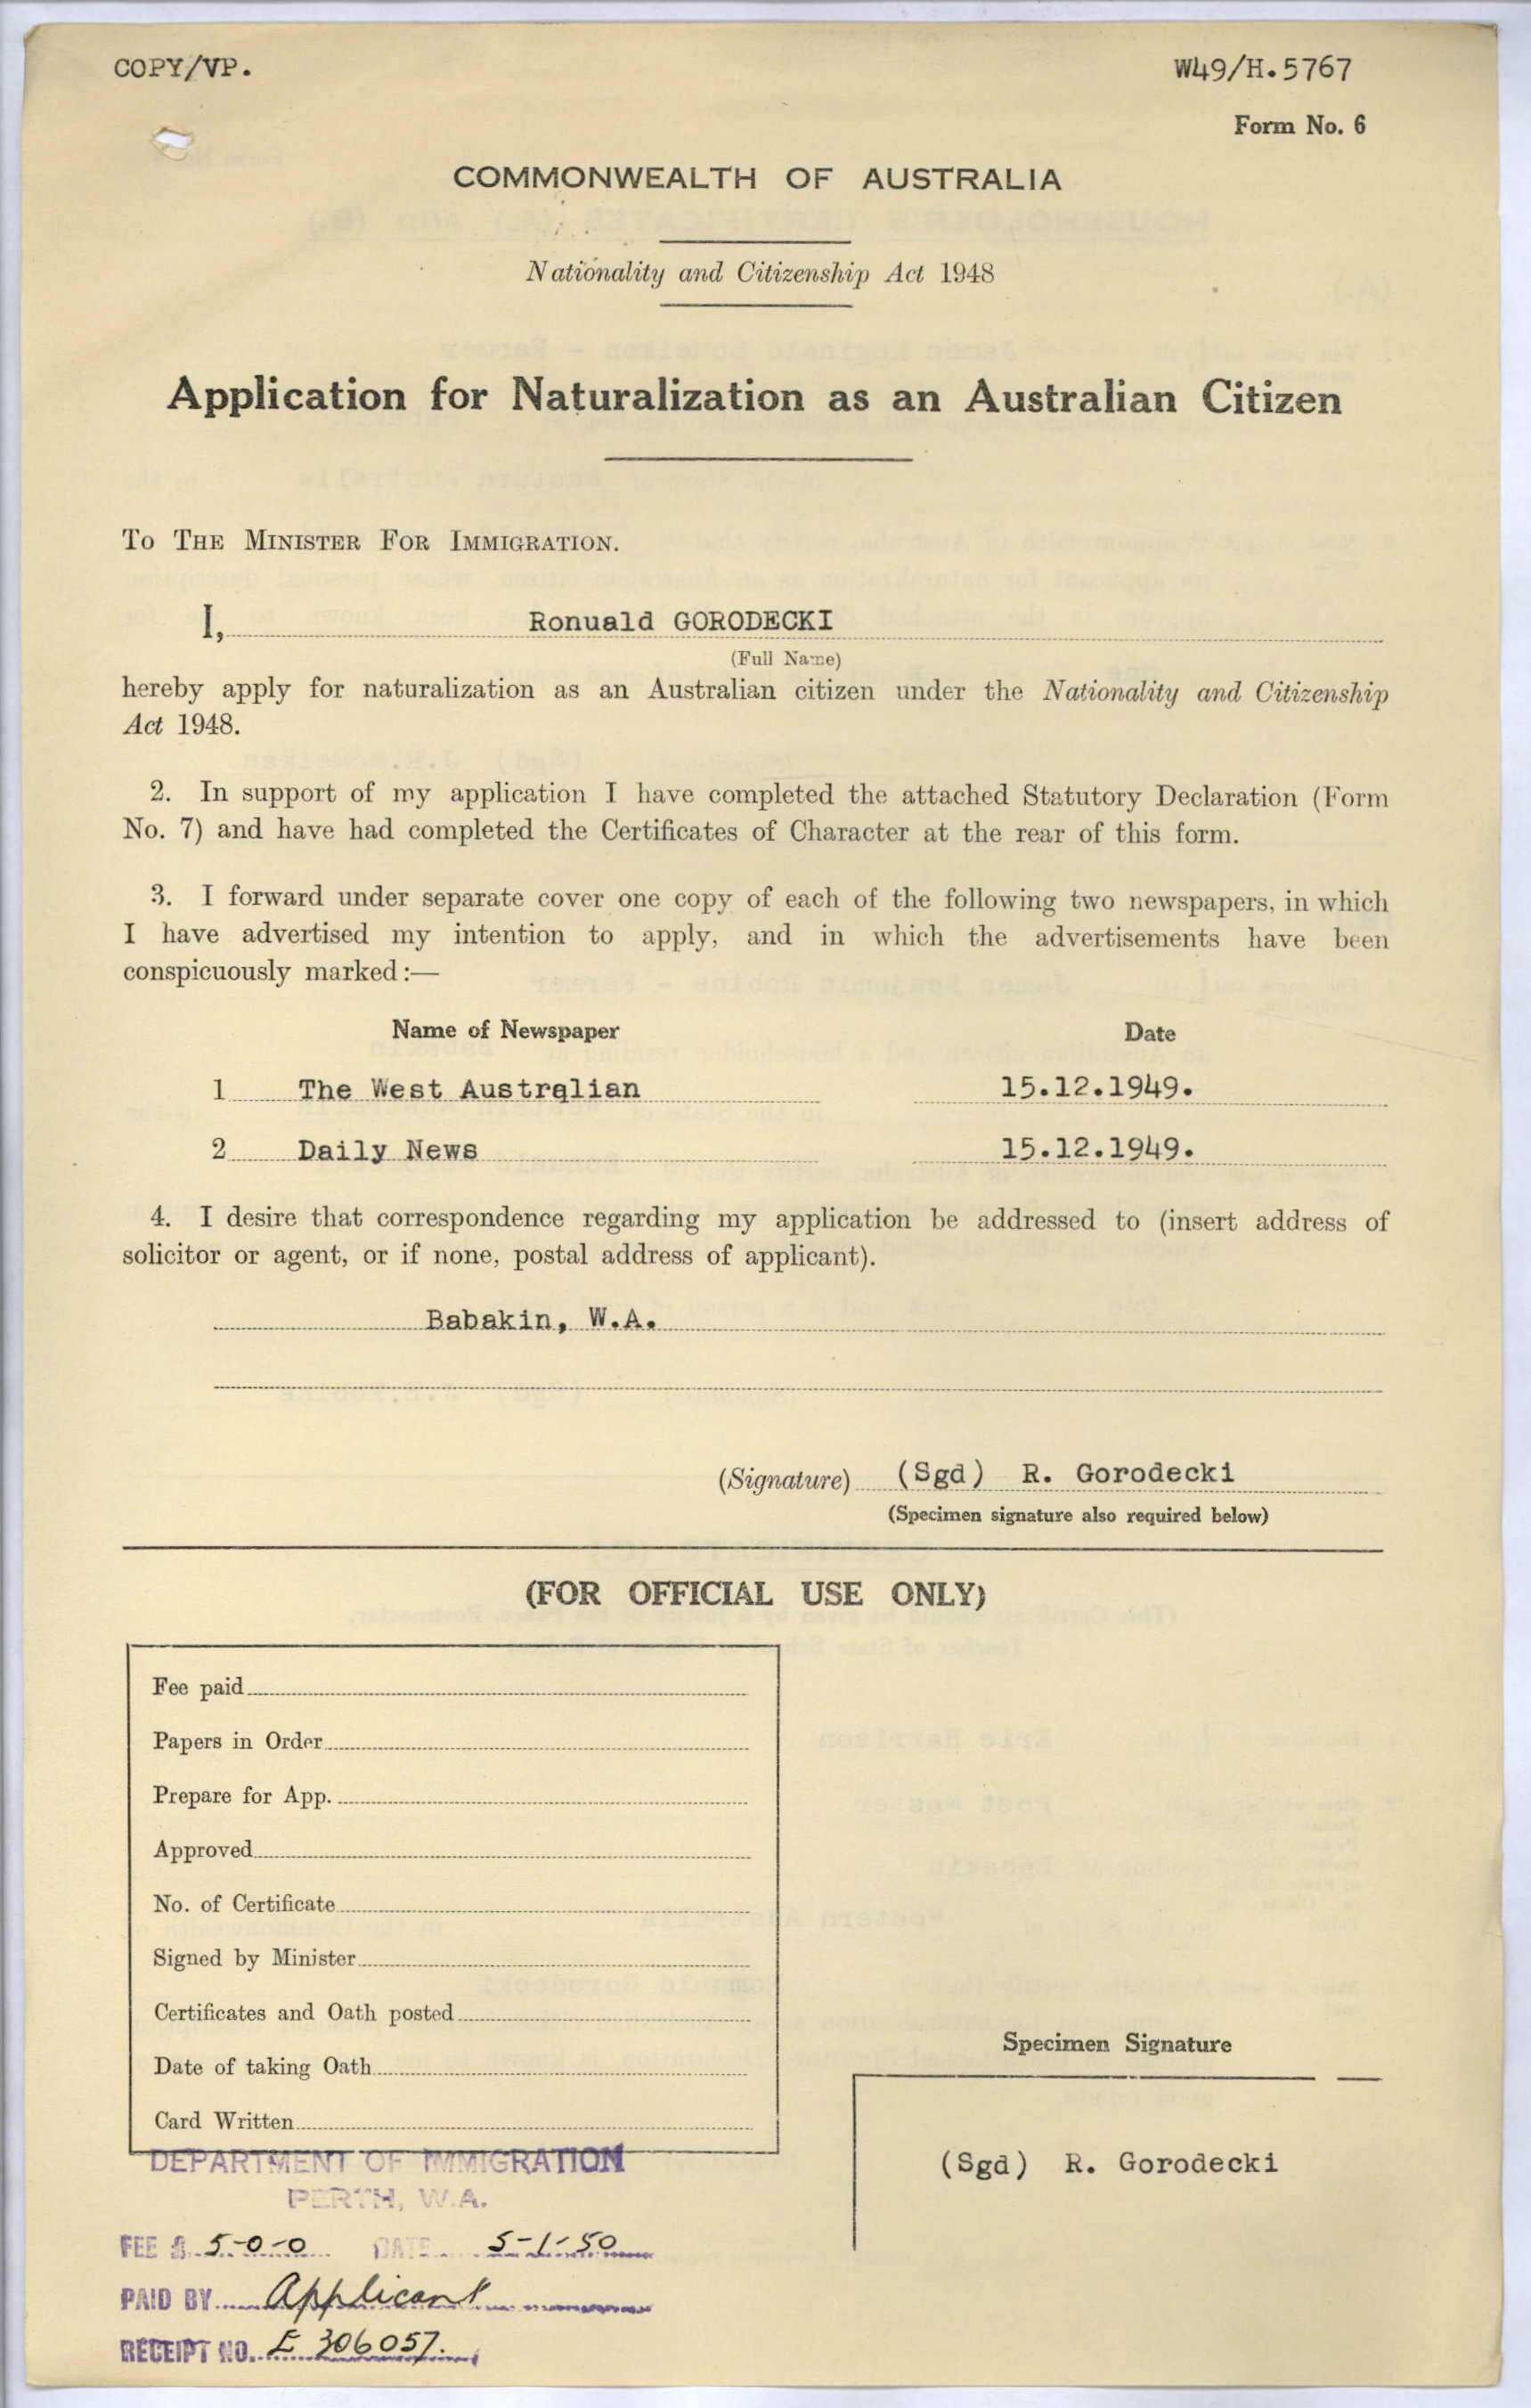 COPY/VP.
W49/H.5767
Form No. 6
COMMONWEALTH OF AUSTRALIA
Nationality and Citizenship Act 1948
Application for Naturalization as an Australian Citizen
To The Minister For Immigration.
I, Ronuald GORODECKI
(Full Name)
hereby apply for naturalization as an Australian citizen under the Nationality and Citizenship
Act 1948.
2. In support of my application I have completed the attached Statutory Declaration (Form
No. 7) and have had completed the Certificates of Character at the rear of this form.
3. I forward under separate cover one copy of each of the following two newspapers, in which
I have advertised my intention to apply, and in which the advertisements have been
conspicuously marked :—
Name of Newspaper Date
1 The West Australian 15.12.1949.
2 Daily News 15.12.1949.
4. I desire that correspondence regarding my application be addressed to (insert address of
solicitor or agent, or if none, postal address of applicant).
Babakin, W.A.
(Signature) (Sgd) R. Gorodecki
(Specimen signature also required below)
(FOR OFFICIAL USE ONLY)
Fee paid
Papers in Order
Prepare for App.
Approved
No. of Certificate
Signed by Minister
Certificates and Oath posted
Date of taking Oath
Card Written
Specimen Signature
(Sgd) R. Gorodecki
DEPARTMENT OF IMMIGRATION
PERTH, W.A.
FEE £ 5-0-0 DATE 5-1-50
PAID BY Applicant
RECEIPT NO. E 306057.